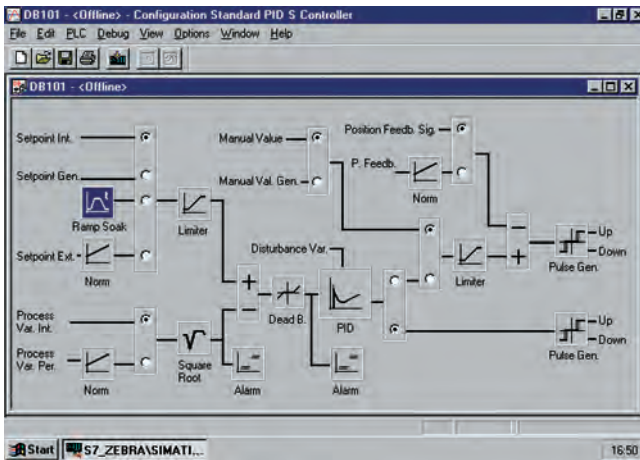 DB101 - <Offline> - Configuration Standard PID S Controller
File Edit PLC Debug View Options Window Help
DB101 - <Offline>
Setpoint Int.
Manual Value
Position Feedb. Sig.
P. Feedb.
Setpoint Gen.
Manual Val. Gen.
Norm
Ramp Soak
Limiter
Up
Down
Disturbance Var.
Setpoint Ext.
Limiter
Pulse Gen.
Norm
Process
Var. Int.
Dead B.
PID
Up
Down
Process
Var. Per.
Square
Root
Pulse Gen.
Norm
Alarm
Alarm
Start
S7_ZEBRA\SIMATI...
16:50